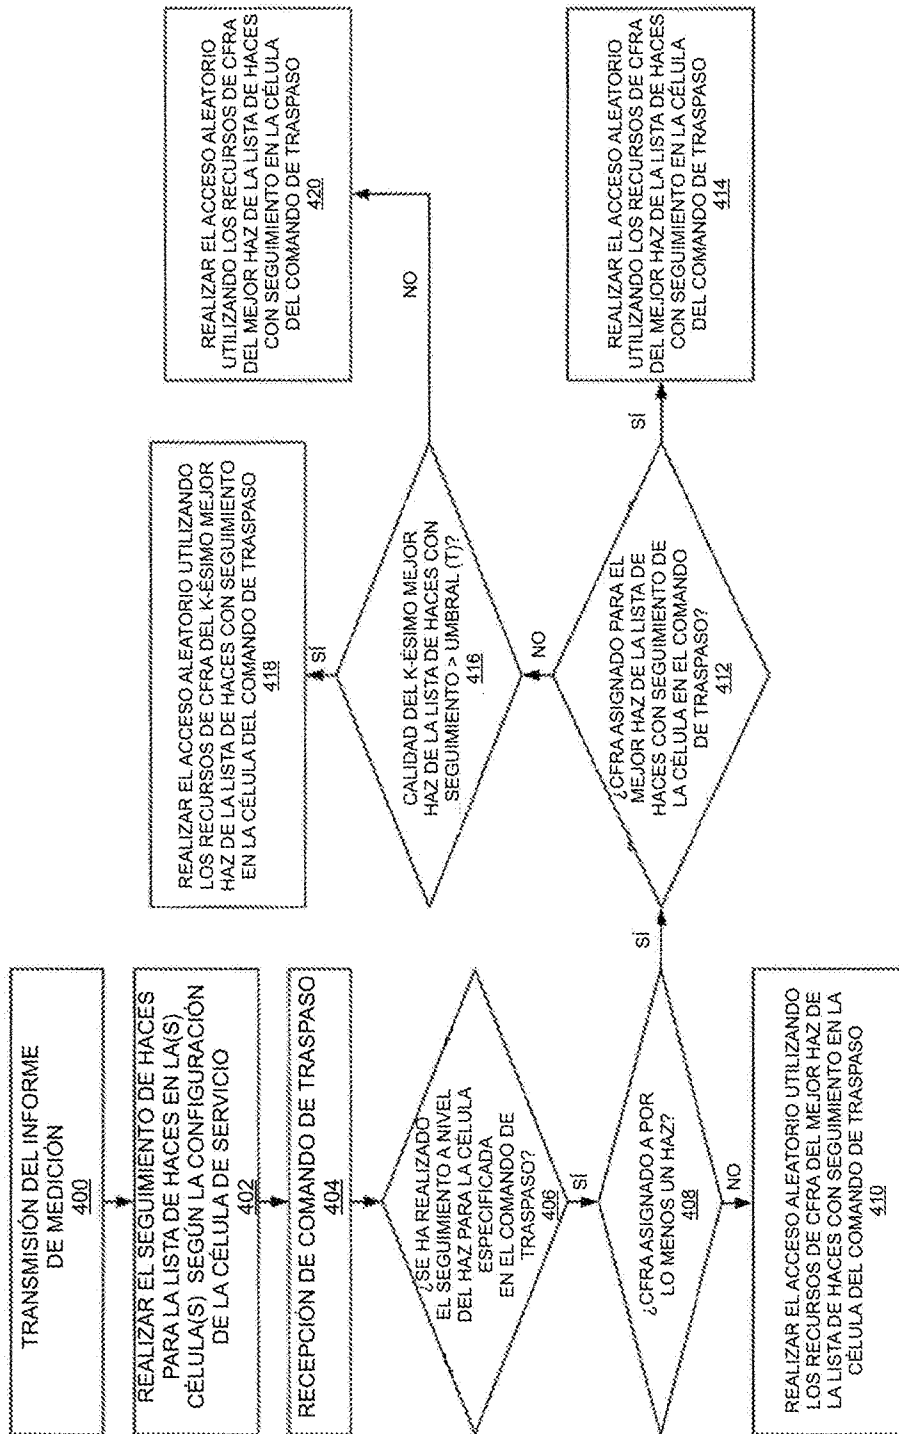 TRANSMISIÓN DEL INFORME
DE MEDICIÓN
400
REALIZAR EL SEGUIMIENTO DE HACES
PARA LA LISTA DE HACES EN LA(S)
CÉLULA(S) SEGÚN LA CONFIGURACIÓN
DE LA CÉLULA DE SERVICIO
402
RECEPCIÓN DE COMANDO DE TRASPASO
404
¿SE HA REALIZADO
EL SEGUIMIENTO A NIVEL
DEL HAZ PARA LA CÉLULA
ESPECIFICADA
EN EL COMANDO DE
TRASPASO?
406
SÍ
¿CFRA ASIGNADO A POR
LO MENOS UN HAZ?
408
NO
REALIZAR EL ACCESO ALEATORIO UTILIZANDO
LOS RECURSOS DE CFRA DEL MEJOR HAZ DE
LA LISTA DE HACES CON SEGUIMIENTO EN LA
CÉLULA DEL COMANDO DE TRASPASO
410
SÍ
¿CFRA ASIGNADO PARA EL
MEJOR HAZ DE LA LISTA DE
HACES CON SEGUIMIENTO DE
LA CÉLULA EN EL COMANDO
DE TRASPASO?
412
SÍ
REALIZAR EL ACCESO ALEATORIO
UTILIZANDO LOS RECURSOS DE CFRA
DEL MEJOR HAZ DE LA LISTA DE HACES
CON SEGUIMIENTO EN LA CÉLULA
DEL COMANDO DE TRASPASO
414
NO
CALIDAD DEL K-ÉSIMO MEJOR
HAZ DE LA LISTA DE HACES CON
SEGUIMIENTO > UMBRAL (T)?
416
SÍ
REALIZAR EL ACCESO ALEATORIO UTILIZANDO
LOS RECURSOS DE CFRA DEL K-ÉSIMO MEJOR
HAZ DE LA LISTA DE HACES CON SEGUIMIENTO
EN LA CÉLULA DEL COMANDO DE TRASPASO
418
NO
REALIZAR EL ACCESO ALEATORIO
UTILIZANDO LOS RECURSOS DE CFRA
DEL MEJOR HAZ DE LA LISTA DE HACES
CON SEGUIMIENTO EN LA CÉLULA
DEL COMANDO DE TRASPASO
420